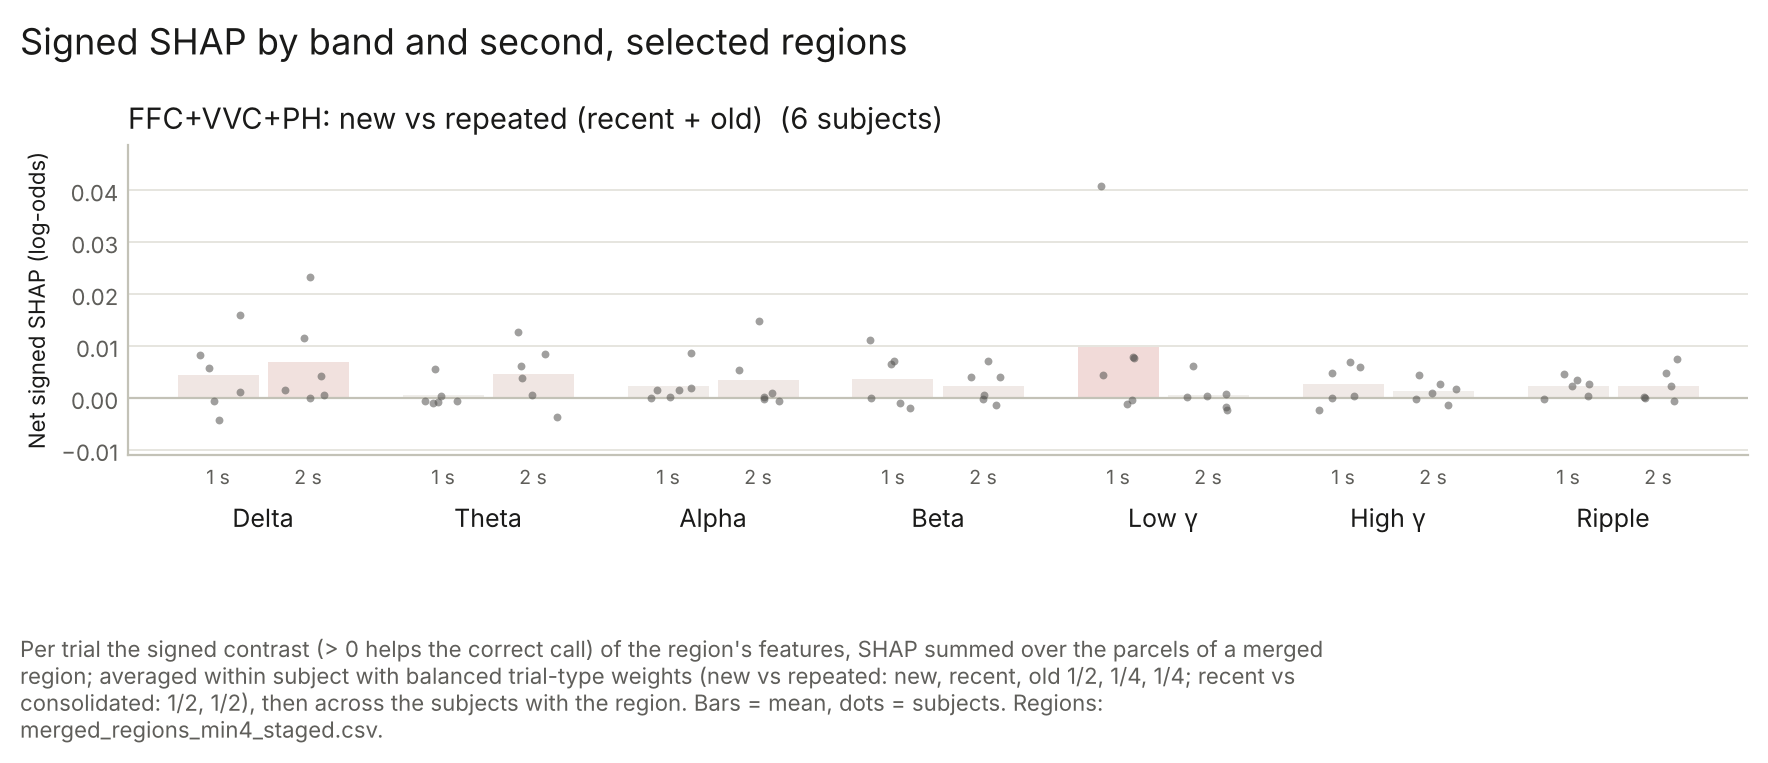 Signed SHAP by band and second, selected regions
FFC+VVC+PH: new vs repeated (recent + old)  (6 subjects)
Net signed SHAP (log-odds)
0.04
0.03
0.02
0.01
0.00
−0.01
1 s 2 s 1 s 2 s 1 s 2 s 1 s 2 s 1 s 2 s 1 s 2 s 1 s 2 s
Delta Theta Alpha Beta Low γ High γ Ripple
Per trial the signed contrast (> 0 helps the correct call) of the region's features, SHAP summed over the parcels of a merged
region; averaged within subject with balanced trial-type weights (new vs repeated: new, recent, old 1/2, 1/4, 1/4; recent vs
consolidated: 1/2, 1/2), then across the subjects with the region. Bars = mean, dots = subjects. Regions:
merged_regions_min4_staged.csv.